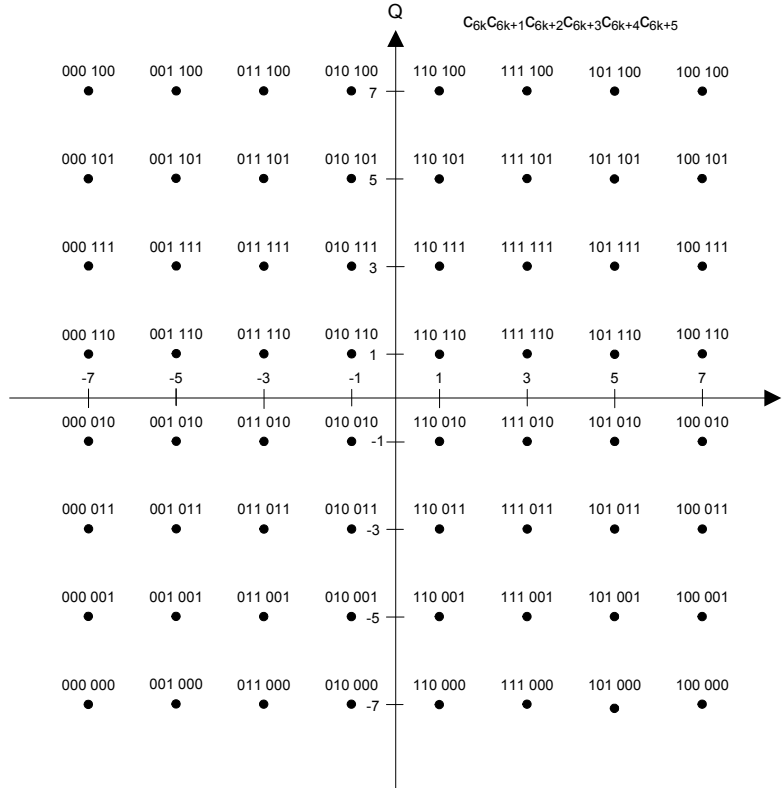 Q
c6kc6k+1c6k+2c6k+3c6k+4c6k+5
000 100 001 100 011 100 010 100 110 100 111 100 101 100 100 100
7
000 101 001 101 011 101 010 101 110 101 111 101 101 101 100 101
5
000 111 001 111 011 111 010 111 110 111 111 111 101 111 100 111
3
000 110 001 110 011 110 010 110 110 110 111 110 101 110 100 110
1
-7 -5 -3 -1 1 3 5 7
000 010 001 010 011 010 010 010 110 010 111 010 101 010 100 010
-1
000 011 001 011 011 011 010 011 110 011 111 011 101 011 100 011
-3
000 001 001 001 011 001 010 001 110 001 111 001 101 001 100 001
-5
000 000 001 000 011 000 010 000 110 000 111 000 101 000 100 000
-7